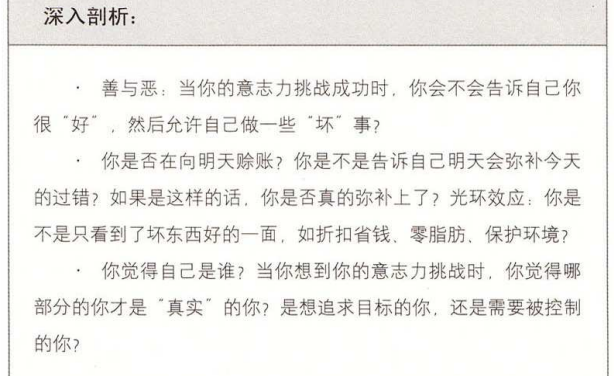 深入剖析：
· 善与恶：当你的意志力挑战成功时，你会不会告诉自己你
很“好”，然后允许自己做一些“坏”事？
· 你是否在向明天赊账？你是不是告诉自己明天会弥补今天
的过错？如果是这样的话，你是否真的弥补上了？光环效应：你是
不是只看到了坏东西好的一面，如折扣省钱、零脂肪、保护环境？
· 你觉得自己是谁？当你想到你的意志力挑战时，你觉得哪
部分的你才是“真实”的你？是想追求目标的你，还是需要被控制
的你？